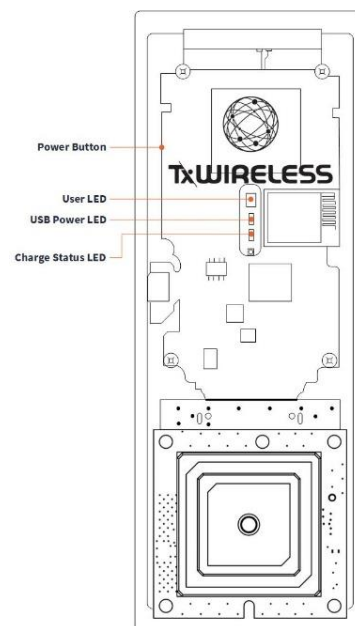 Power Button
TxWIRELESS
User LED
USB Power LED
Charge Status LED